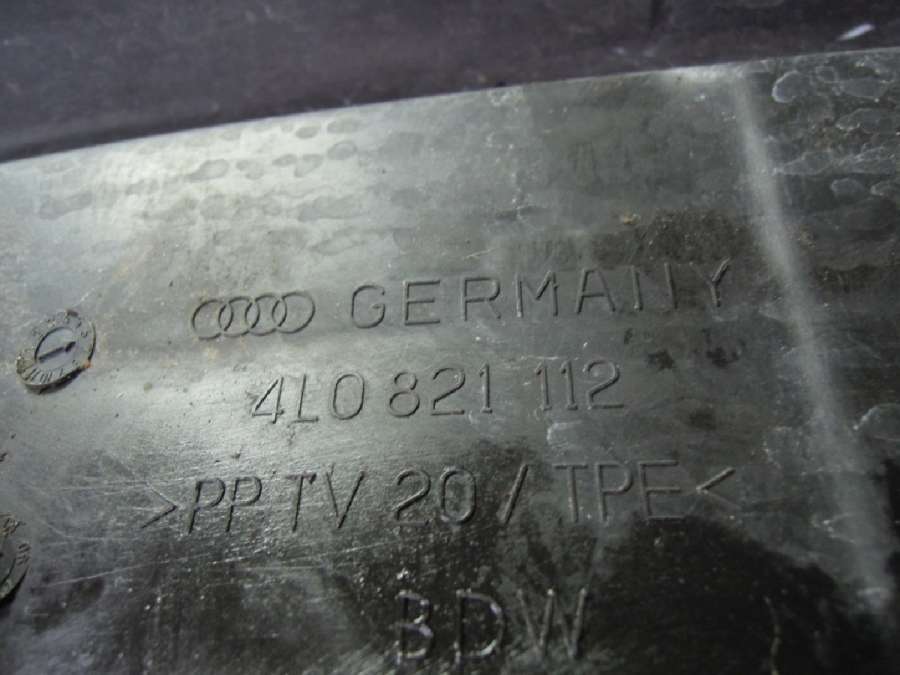 GERMANY
4L0 821 112
>PP TV 20 / TPE<
BDW